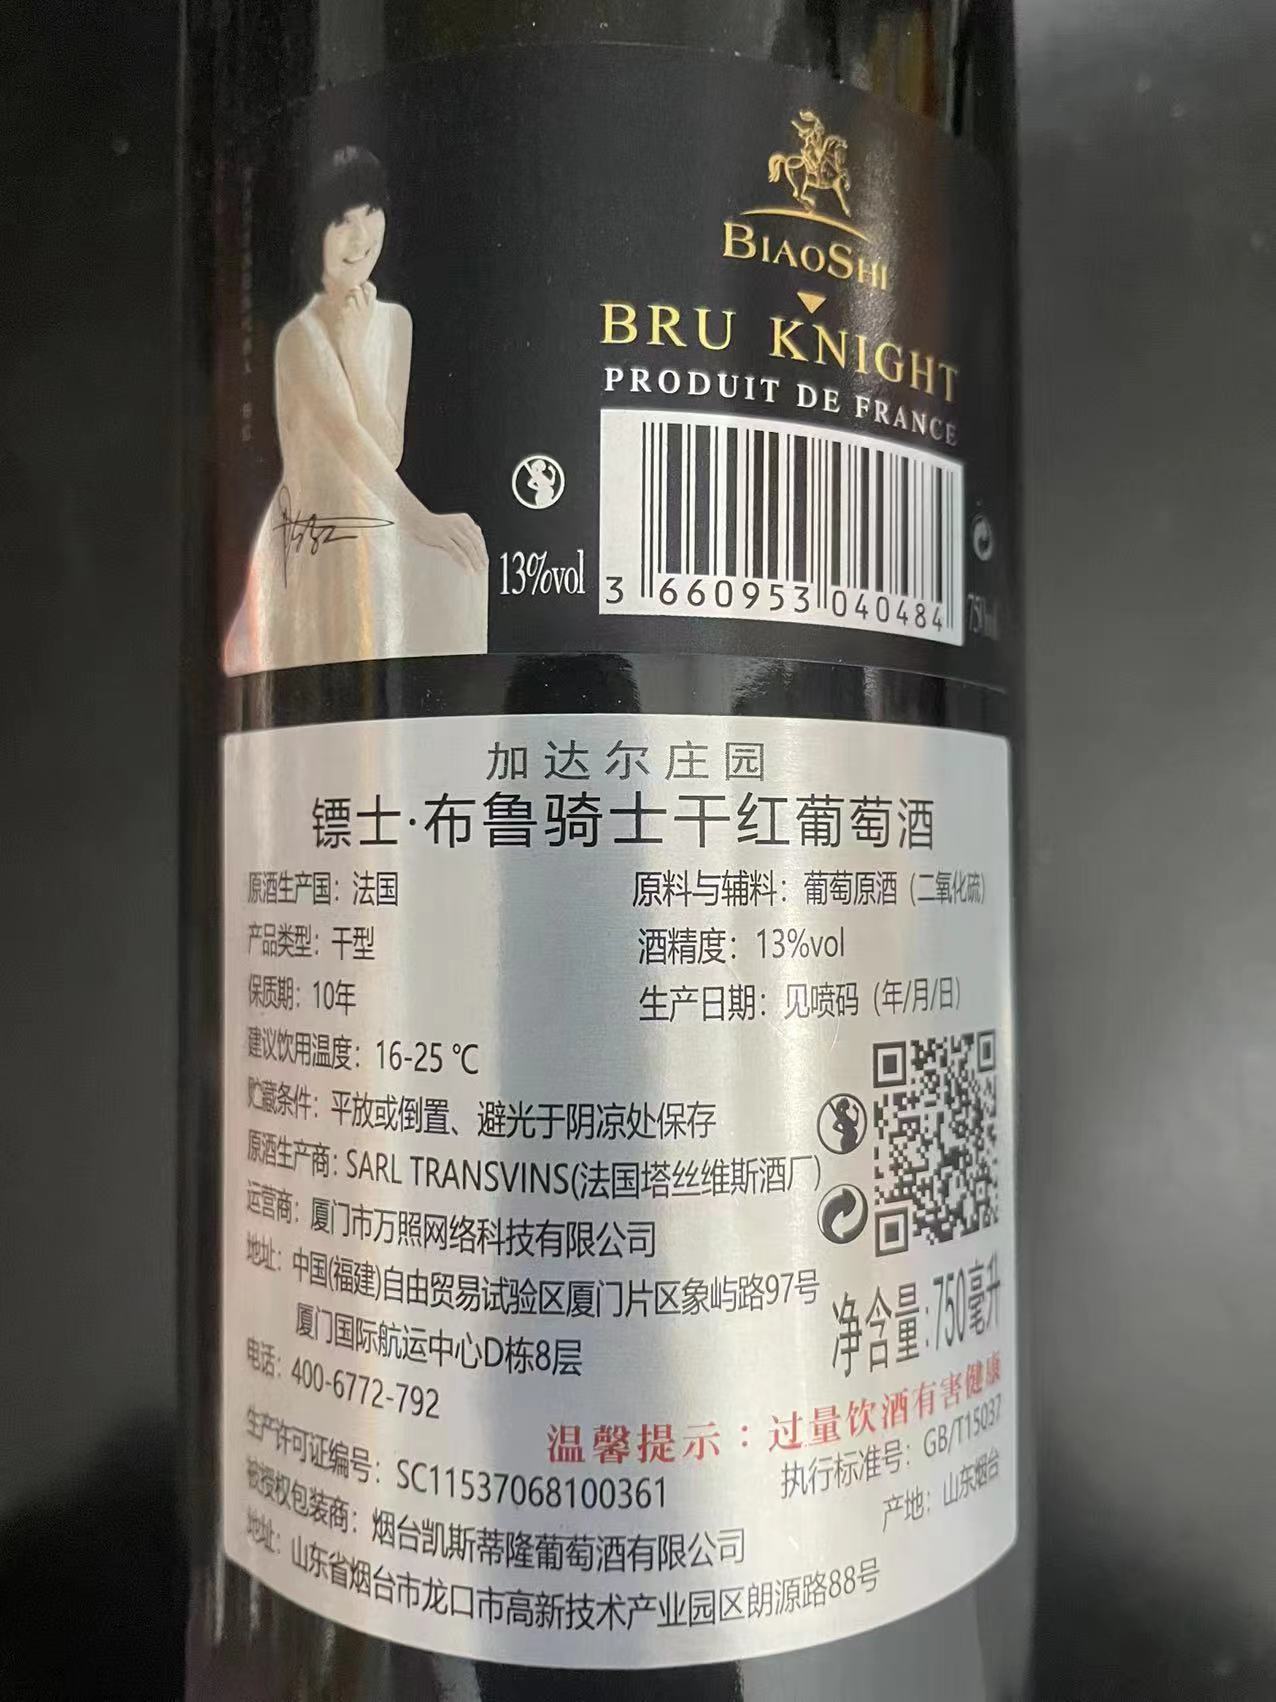 BIAOSHI
BRU KNIGHT
PRODUIT DE FRANCE
13%vol
3 660953 040484
750ml
加达尔庄园
镖士·布鲁骑士干红葡萄酒
原酒生产国：法国
原料与辅料：葡萄原酒（二氧化硫）
产品类型：干型
酒精度：13%vol
保质期：10年
生产日期：见喷码（年/月/日）
建议饮用温度：16-25 ℃
贮藏条件：平放或倒置、避光于阴凉处保存
原酒生产商：SARL TRANSVINS(法国塔丝维斯酒厂)
运营商：厦门市万照网络科技有限公司
地址：中国(福建)自由贸易试验区厦门片区象屿路97号
厦门国际航运中心D栋8层
净含量:750毫升
电话：400-6772-792
温馨提示：过量饮酒有害健康
生产许可证编号：SC11537068100361
执行标准号：GB/T15037
被授权包装商：烟台凯斯蒂隆葡萄酒有限公司
产地：山东烟台
地址：山东省烟台市龙口市高新技术产业园区朗源路88号